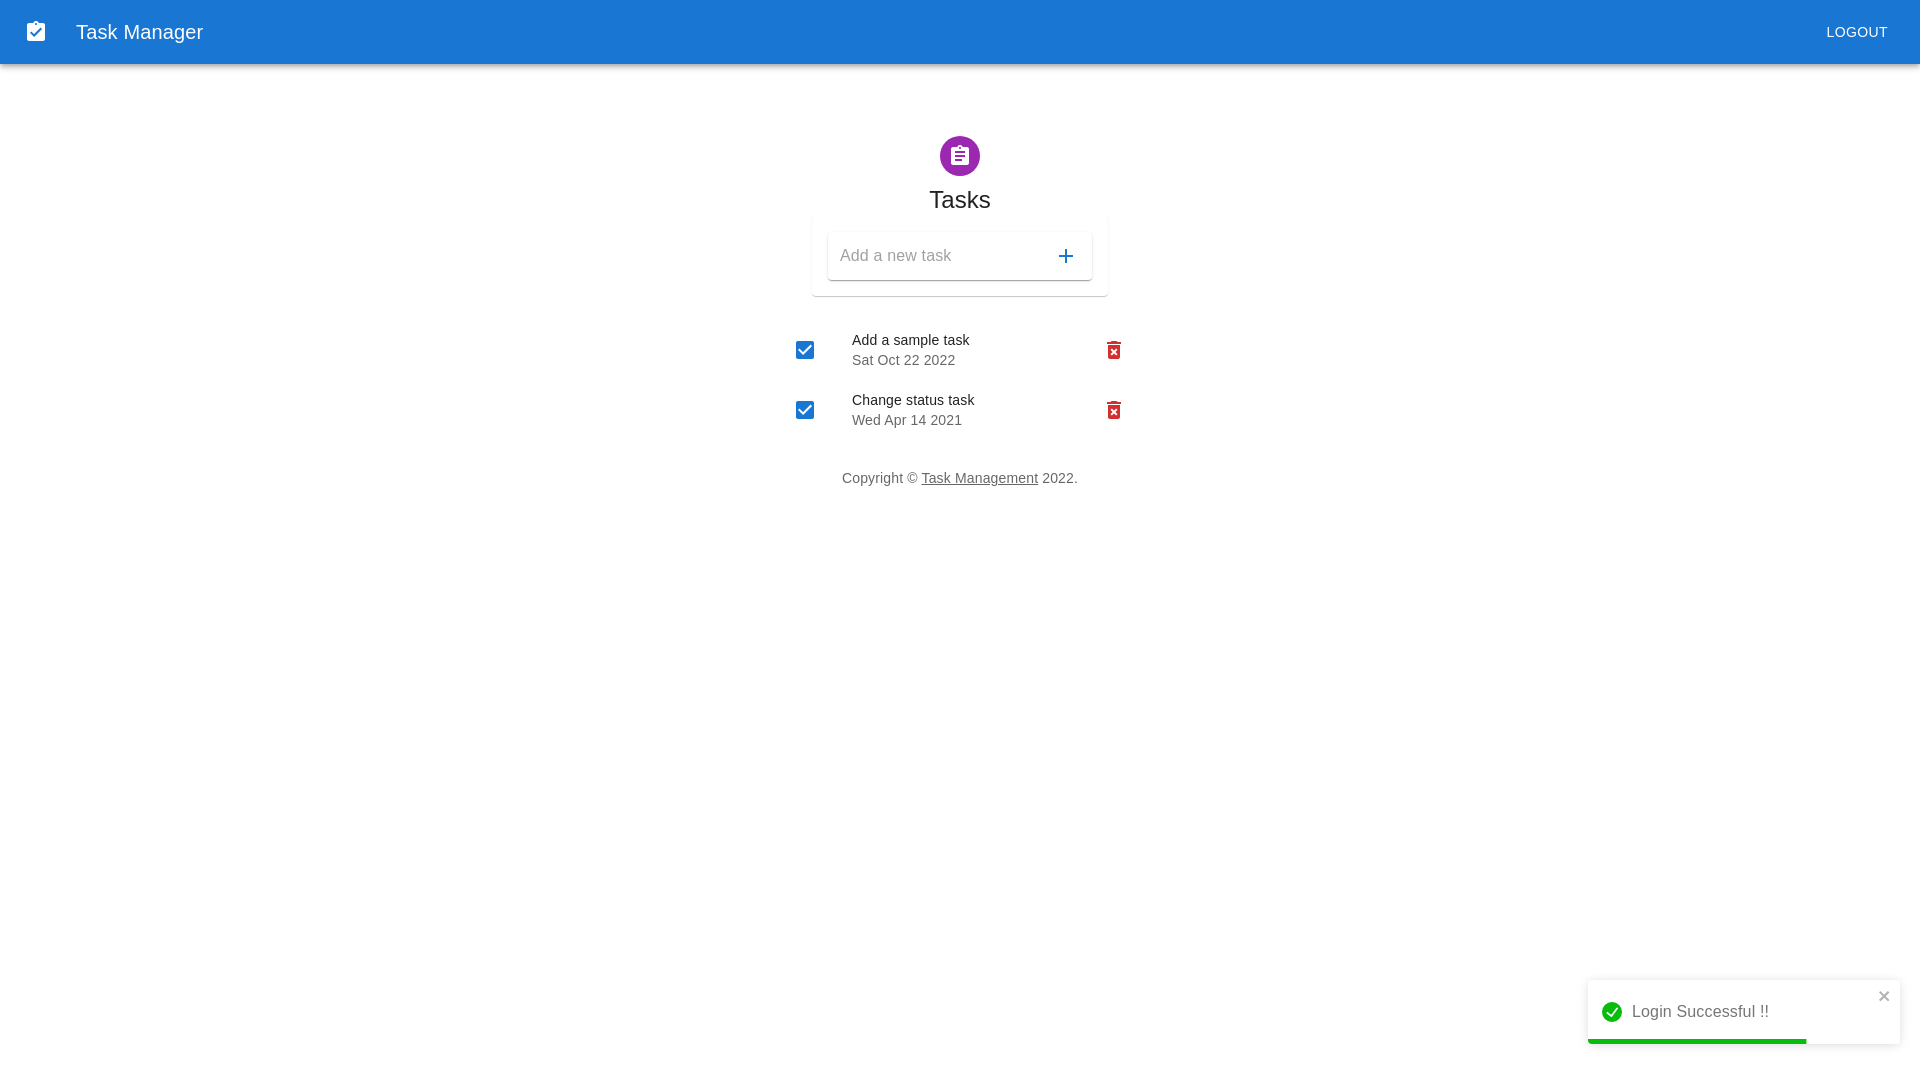 Task Manager
LOGOUT
Tasks
Add a new task
Add a sample task
Sat Oct 22 2022
Change status task
Wed Apr 14 2021
Copyright © Task Management 2022.
Login Successful !!